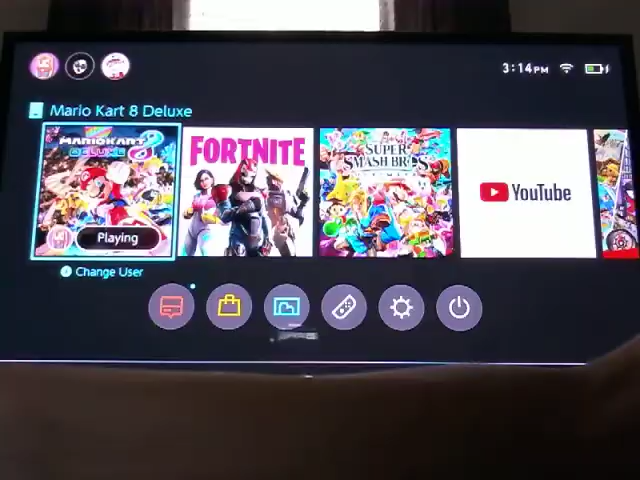 3:14PM
Mario Kart 8 Deluxe
MARIOKART 8
DELUXE
Playing
FORTNITE
SUPER
SMASH BROS
YouTube
Change User